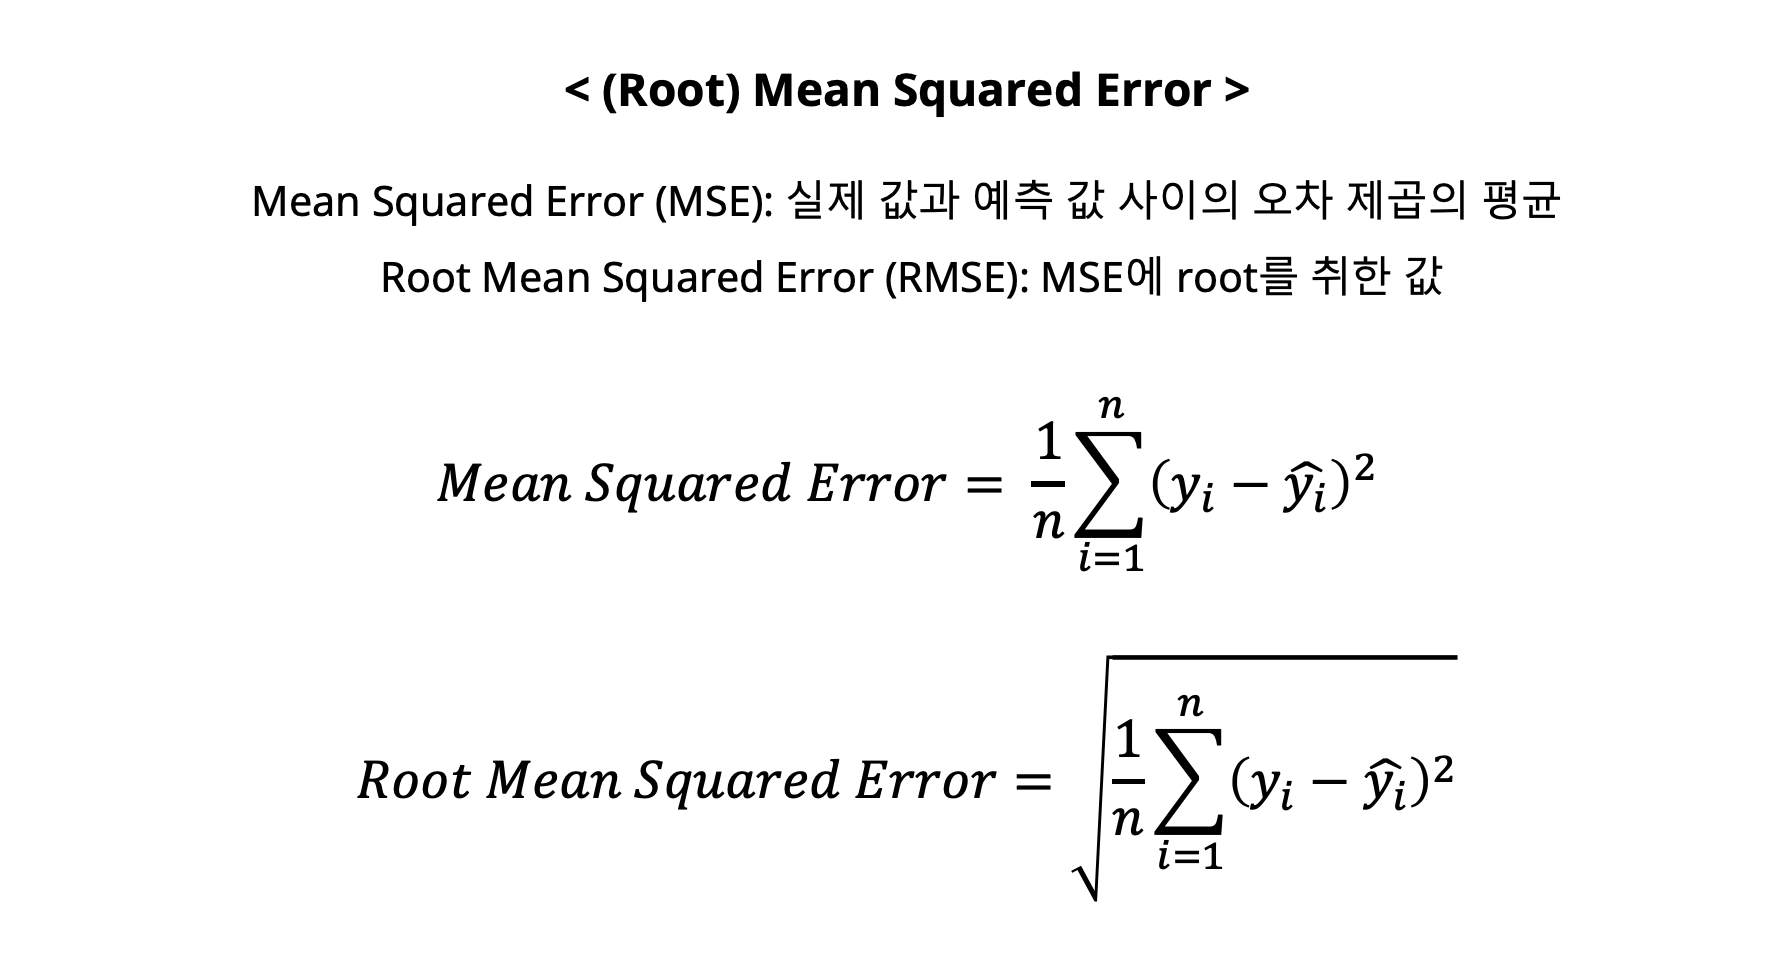 < (Root) Mean Squared Error >
Mean Squared Error (MSE): 실제 값과 예측 값 사이의 오차 제곱의 평균
Root Mean Squared Error (RMSE): MSE에 root를 취한 값
$Mean\ Squared\ Error = \frac{1}{n}\sum_{i=1}^{n}(y_i - \hat{y_i})^2$
$Root\ Mean\ Squared\ Error = \sqrt{\frac{1}{n}\sum_{i=1}^{n}(y_i - \hat{y_i})^2}$